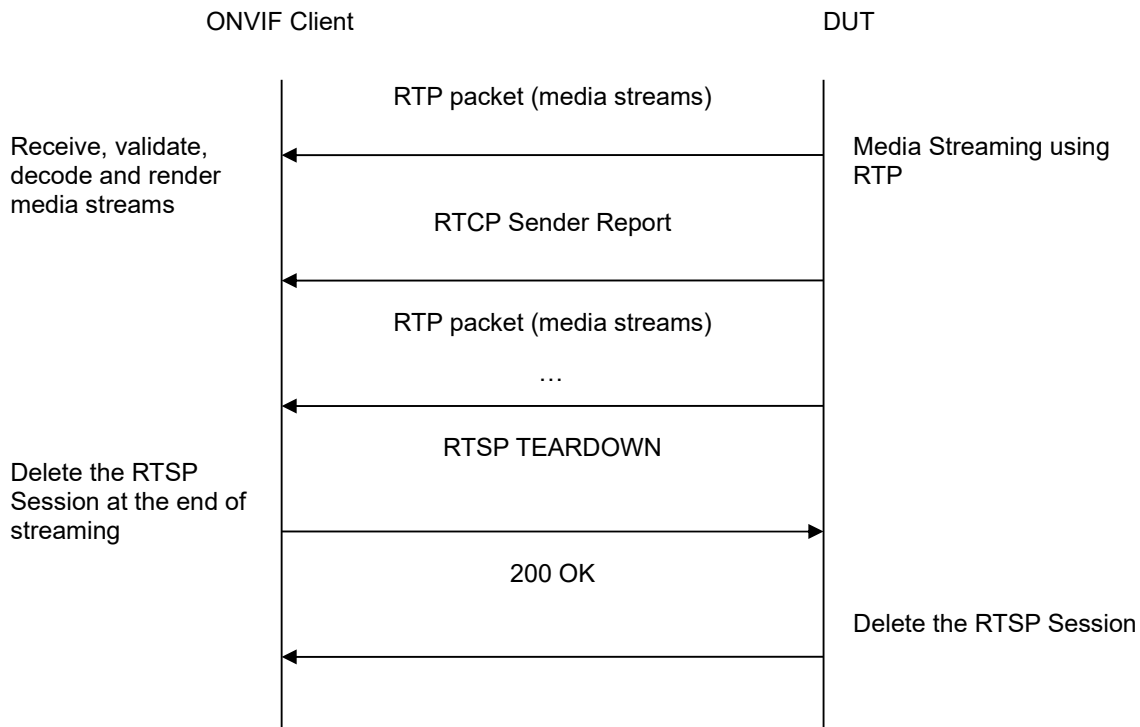 ONVIF Client
DUT
RTP packet (media streams)
Receive, validate,
decode and render
media streams
Media Streaming using
RTP
RTCP Sender Report
RTP packet (media streams)
…
RTSP TEARDOWN
Delete the RTSP
Session at the end of
streaming
200 OK
Delete the RTSP Session